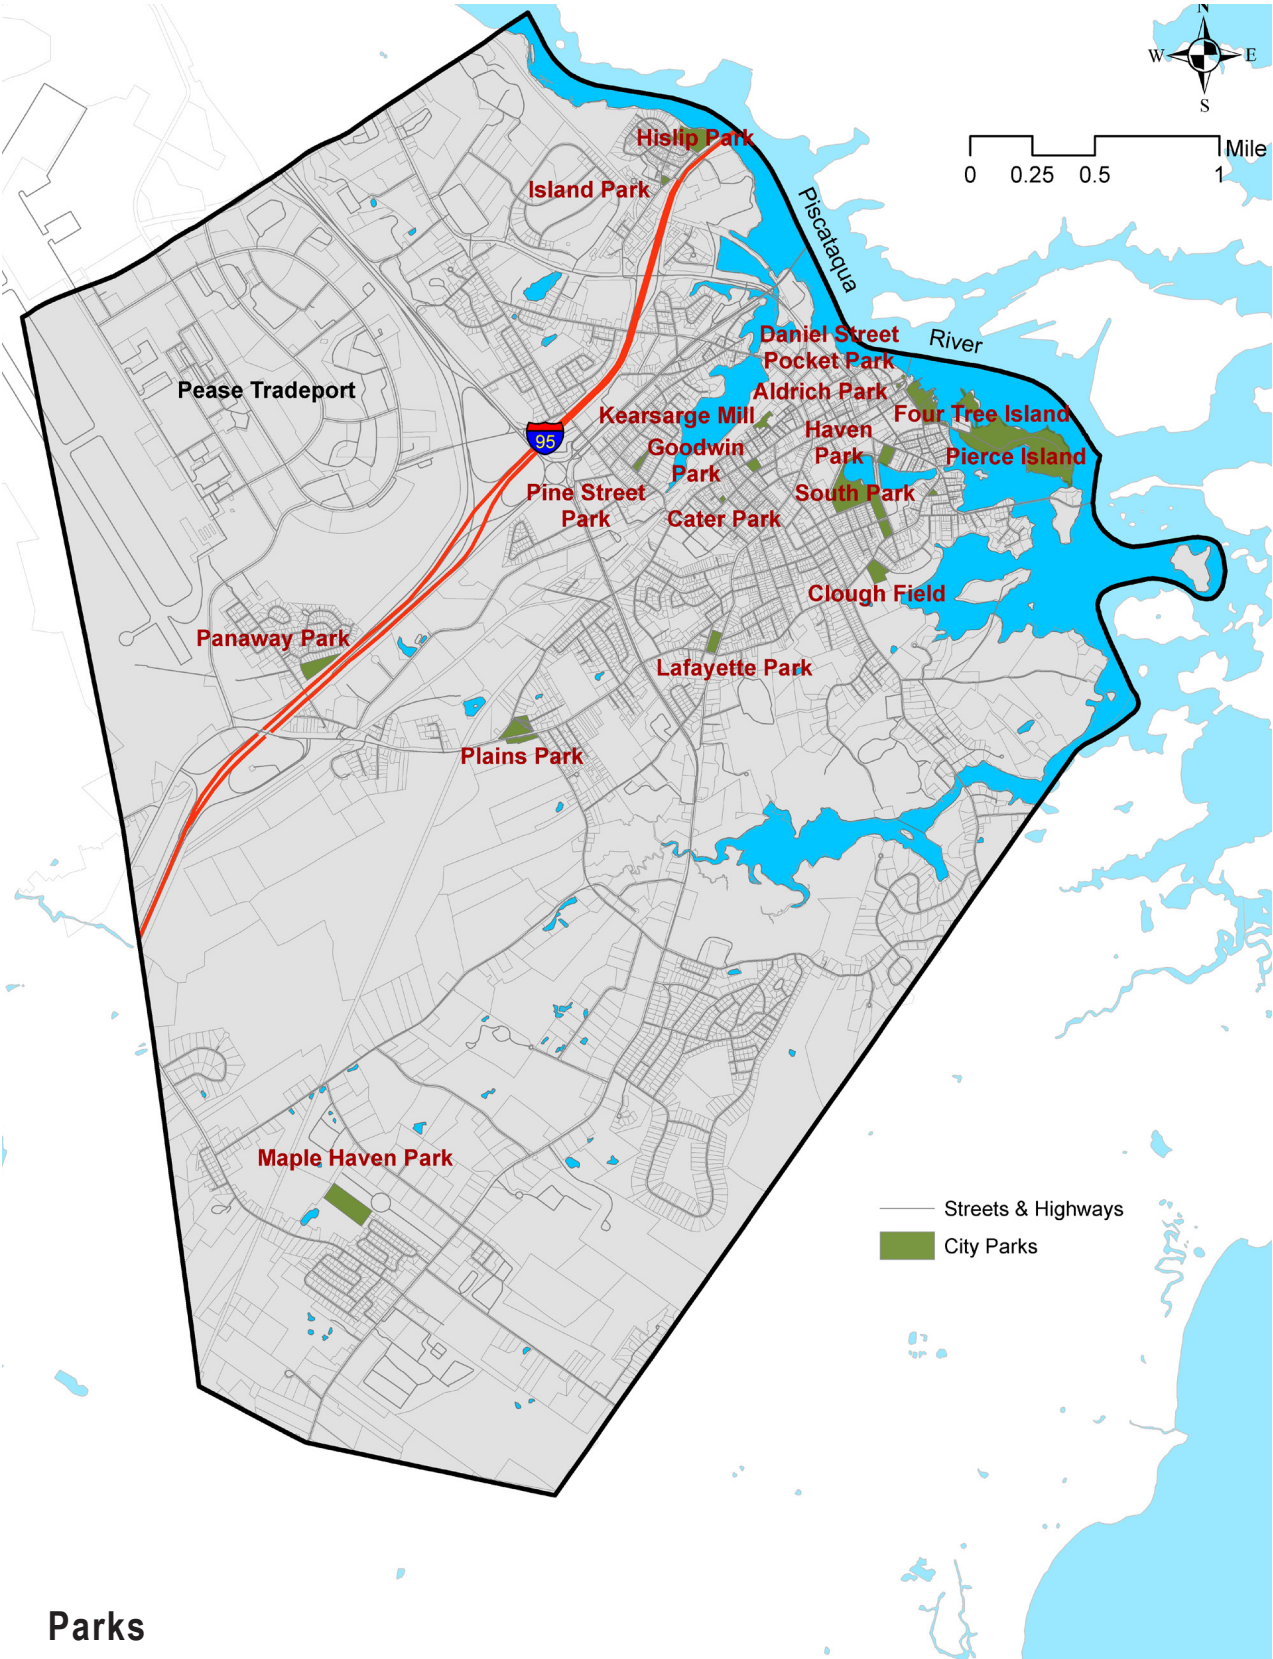 N
W
E
S
Mile
0
0.25
0.5
1
Hislip Park
Island Park
Piscataqua
River
Daniel Street
Pocket Park
Aldrich Park
Pease Tradeport
Kearsarge Mill
Four Tree Island
95
Haven
Park
Goodwin
Park
Pierce Island
Pine Street
Park
South Park
Cater Park
Clough Field
Panaway Park
Lafayette Park
Plains Park
Maple Haven Park
Streets & Highways
City Parks
Parks